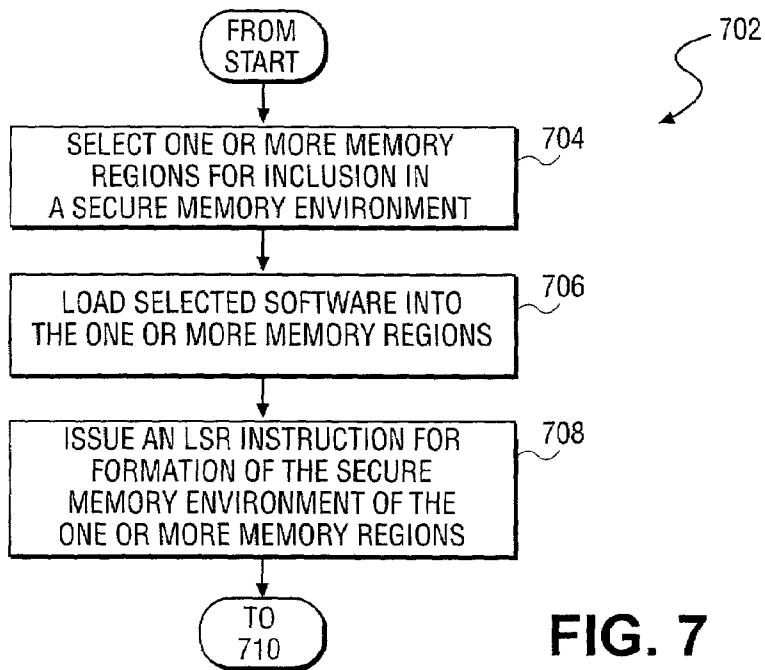 FROM
START
702
SELECT ONE OR MORE MEMORY
REGIONS FOR INCLUSION IN
A SECURE MEMORY ENVIRONMENT
704
LOAD SELECTED SOFTWARE INTO
THE ONE OR MORE MEMORY REGIONS
706
ISSUE AN LSR INSTRUCTION FOR
FORMATION OF THE SECURE
MEMORY ENVIRONMENT OF THE
ONE OR MORE MEMORY REGIONS
708
TO
710
FIG. 7